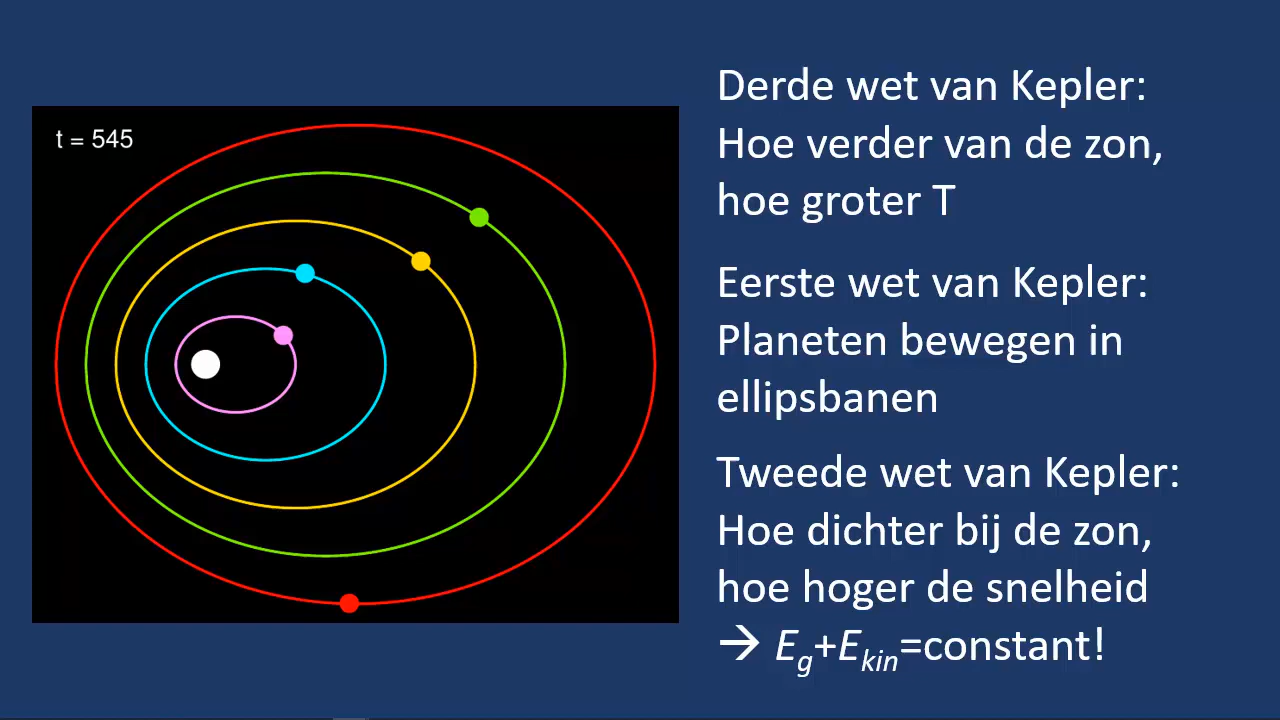 t = 545
Derde wet van Kepler:
Hoe verder van de zon,
hoe groter T
Eerste wet van Kepler:
Planeten bewegen in
ellipsbanen
Tweede wet van Kepler:
Hoe dichter bij de zon,
hoe hoger de snelheid
→ Eg+Ekin=constant!